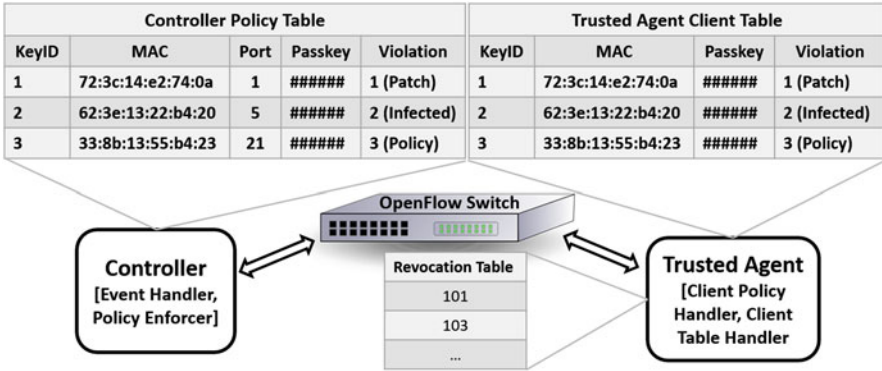 Controller Policy Table
KeyID MAC Port Passkey Violation
1 72:3c:14:e2:74:0a 1 ###### 1 (Patch)
2 62:3e:13:22:b4:20 5 ###### 2 (Infected)
3 33:8b:13:55:b4:23 21 ###### 3 (Policy)
Trusted Agent Client Table
KeyID MAC Passkey Violation
1 72:3c:14:e2:74:0a ###### 1 (Patch)
2 62:3e:13:22:b4:20 ###### 2 (Infected)
3 33:8b:13:55:b4:23 ###### 3 (Policy)
OpenFlow Switch
Controller
[Event Handler,
Policy Enforcer]
Revocation Table
101
103
...
Trusted Agent
[Client Policy
Handler, Client
Table Handler